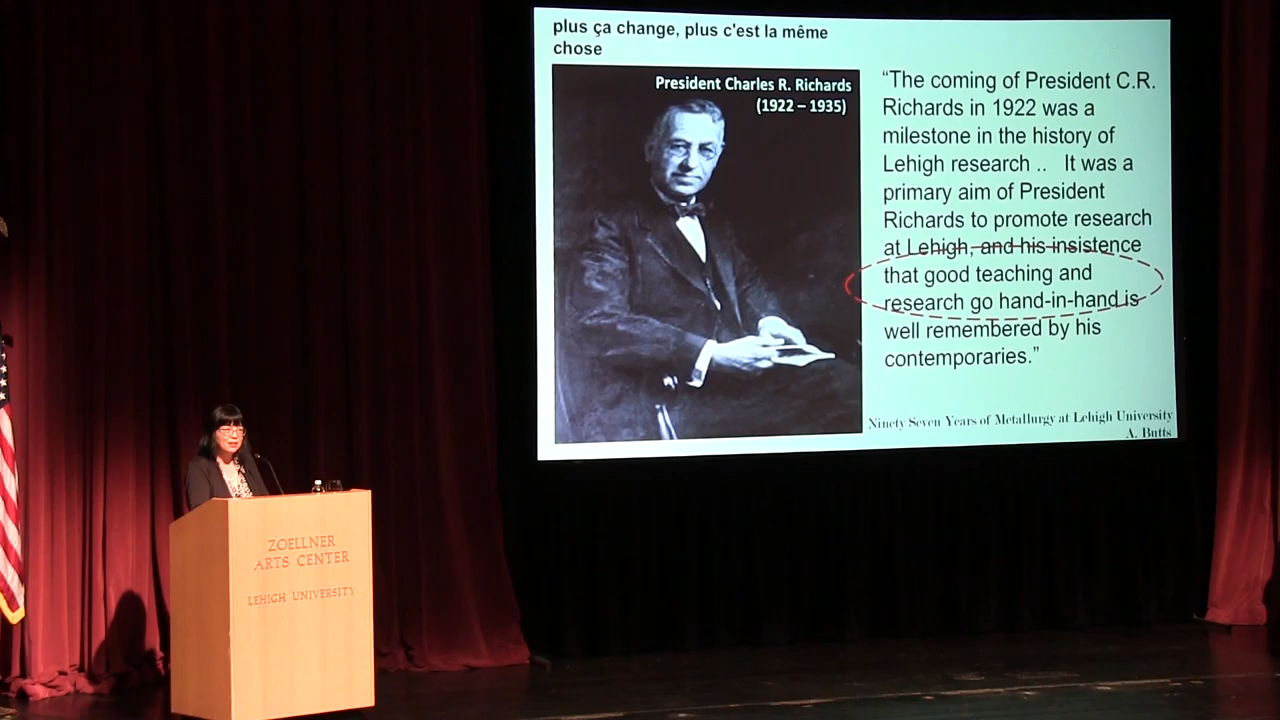 plus ça change, plus c'est la même
chose
President Charles R. Richards
(1922 – 1935)
“The coming of President C.R.
Richards in 1922 was a
milestone in the history of
Lehigh research .. It was a
primary aim of President
Richards to promote research
at Lehigh, and his insistence
that good teaching and
research go hand-in-hand is
well remembered by his
contemporaries.”
Ninety Seven Years of Metallurgy at Lehigh University
A. Butts
ZOELLNER
ARTS CENTER
LEHIGH UNIVERSITY